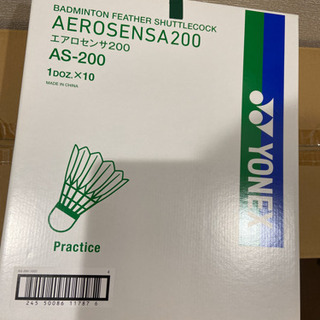 BADMINTON FEATHER SHUTTLECOCK
AEROSENSA200
エアロセンサ200
AS-200
1DOZ.×10
MADE IN CHINA
YONEX
Practice
245 50086 11787 6